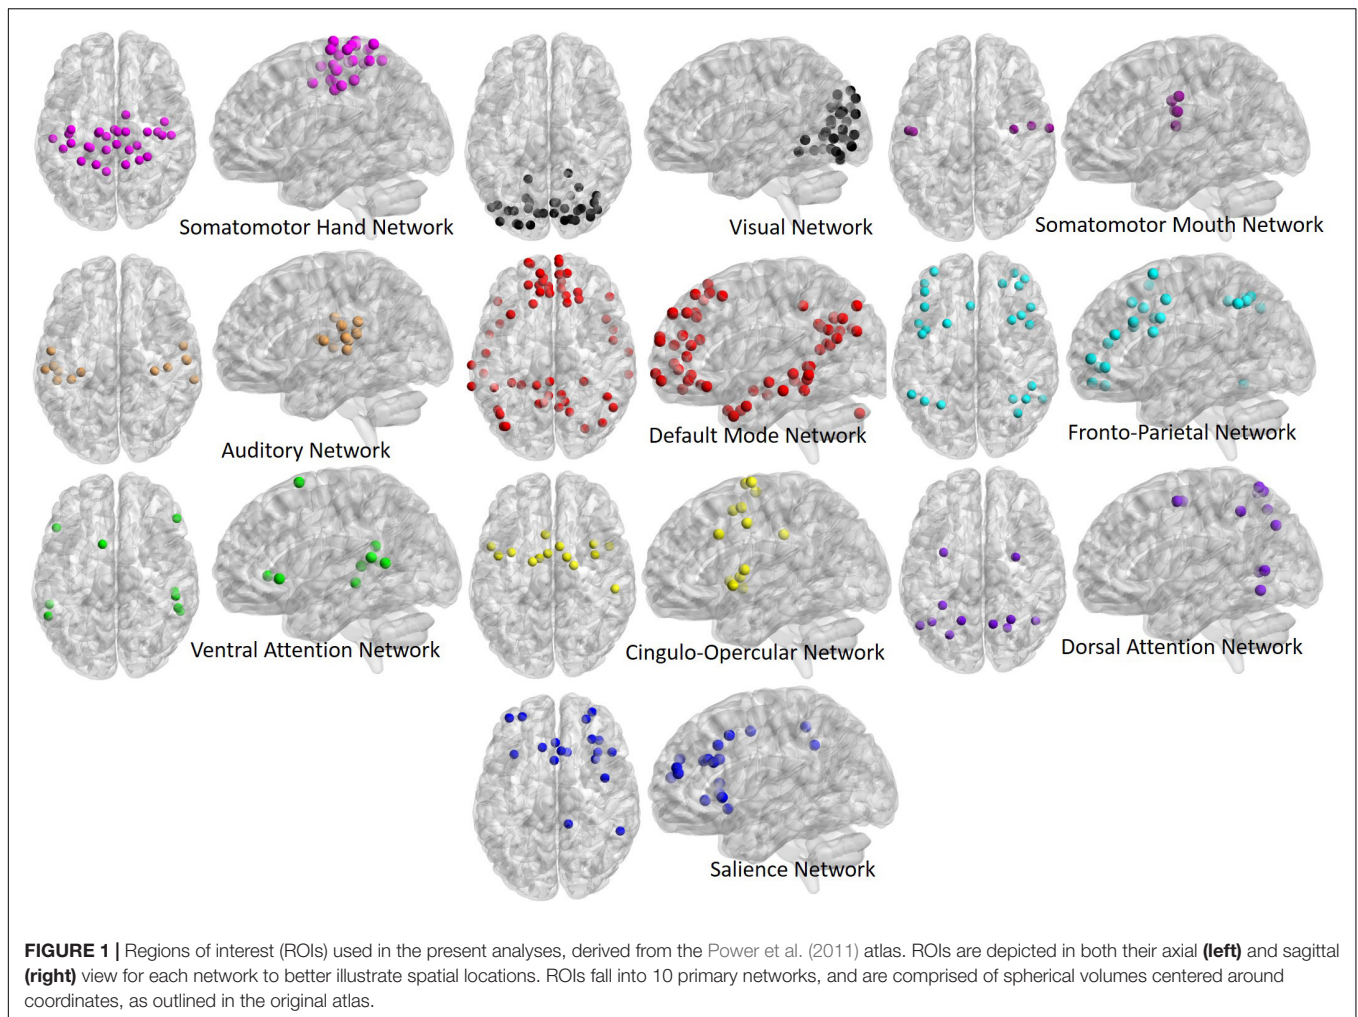 Somatomotor Hand Network
Visual Network
Somatomotor Mouth Network
Auditory Network
Default Mode Network
Fronto-Parietal Network
Ventral Attention Network
Cingulo-Opercular Network
Dorsal Attention Network
Salience Network
FIGURE 1 | Regions of interest (ROIs) used in the present analyses, derived from the Power et al. (2011) atlas. ROIs are depicted in both their axial (left) and sagittal
(right) view for each network to better illustrate spatial locations. ROIs fall into 10 primary networks, and are comprised of spherical volumes centered around
coordinates, as outlined in the original atlas.